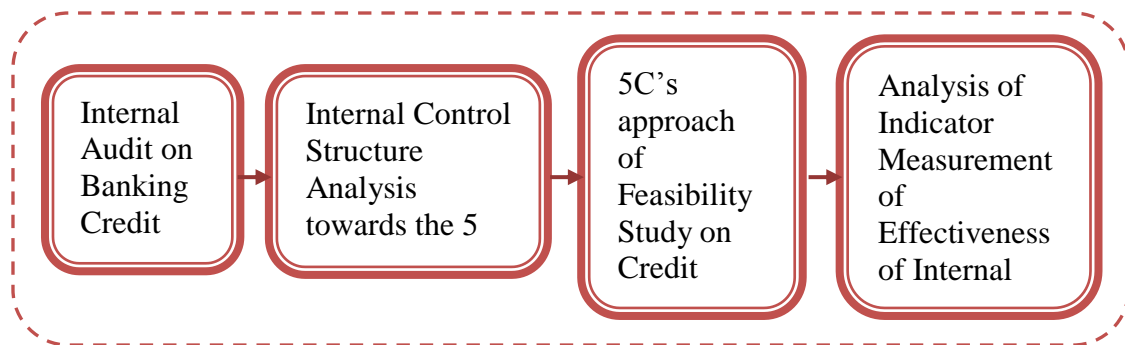 Internal
Audit on
Banking
Credit
Internal Control
Structure
Analysis
towards the 5
5C’s
approach
of
Feasibility
Study on
Credit
Analysis of
Indicator
Measurement
of
Effectiveness
of Internal